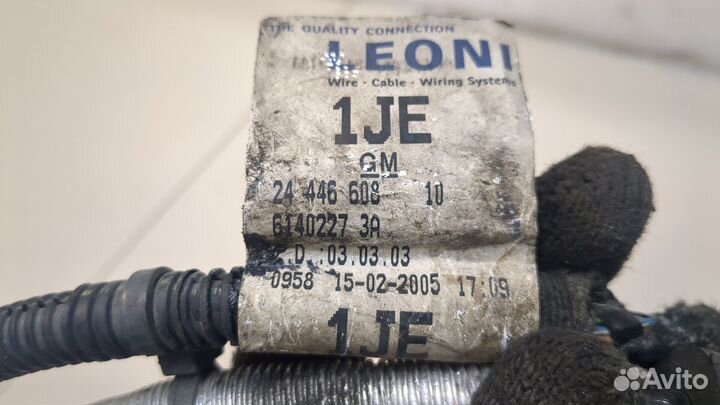 THE QUALITY CONNECTION
LEONI
Wire · Cable · Wiring Systems
1JE
GM
24 446 608 10
6140227 3A
.D. :03.03.03
0958 15-02-2005 17:09
1JE
Avito